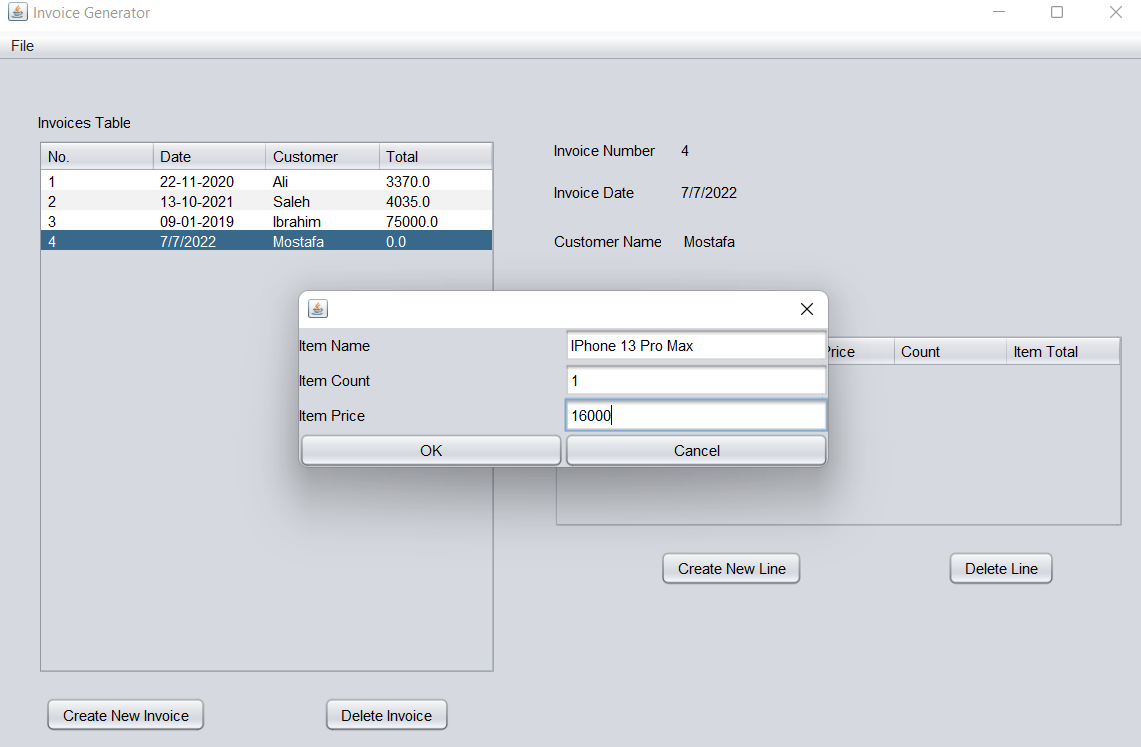 Invoice Generator
File
Invoices Table
No. Date Customer Total
1 22-11-2020 Ali 3370.0
2 13-10-2021 Saleh 4035.0
3 09-01-2019 Ibrahim 75000.0
4 7/7/2022 Mostafa 0.0
Invoice Number 4
Invoice Date 7/7/2022
Customer Name Mostafa
Item Name IPhone 13 Pro Max
Item Count 1
Item Price 16000
OK Cancel
Price Count Item Total
Create New Line Delete Line
Create New Invoice Delete Invoice